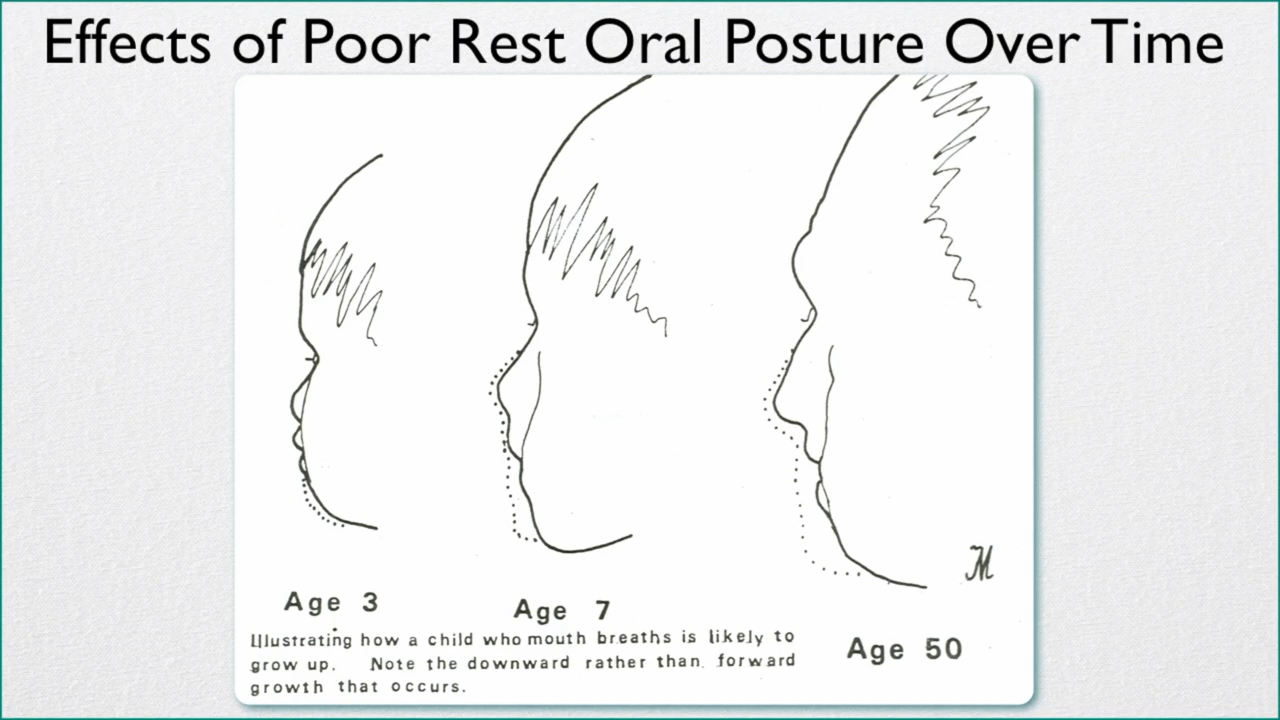 Effects of Poor Rest Oral Posture Over Time
Age 3
Age 7
Age 50
Illustrating how a child who mouth breaths is likely to
grow up. Note the downward rather than forward
growth that occurs.
M